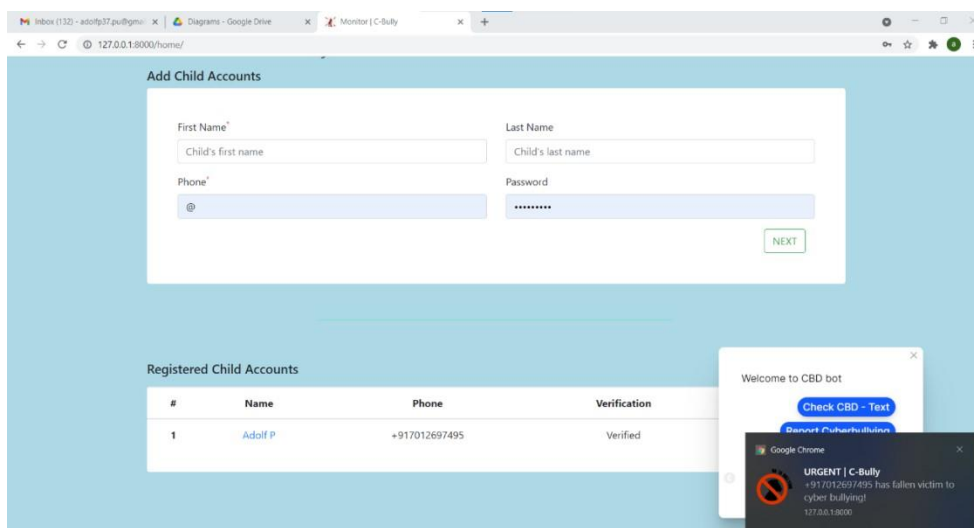 Inbox (132) - adolfp37.pu@gmai
Diagrams - Google Drive
Monitor | C-Bully
127.0.0.1:8000/home/
Add Child Accounts
First Name*
Last Name
Child's first name
Child's last name
Phone*
Password
@
•••••••••
NEXT
Registered Child Accounts
# Name Phone Verification
1 Adolf P +917012697495 Verified
Welcome to CBD bot
Check CBD - Text
Report Cyberbullying
Google Chrome
URGENT | C-Bully
+917012697495 has fallen victim to
cyber bullying!
127.0.0.1:8000